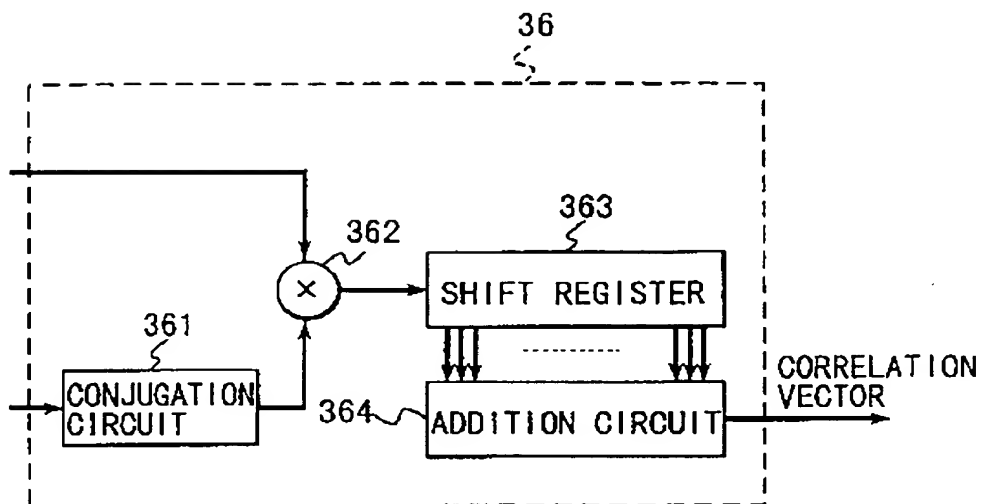 36
362
×
363
SHIFT REGISTER
361
CONJUGATION
CIRCUIT
364
ADDITION CIRCUIT
CORRELATION
VECTOR